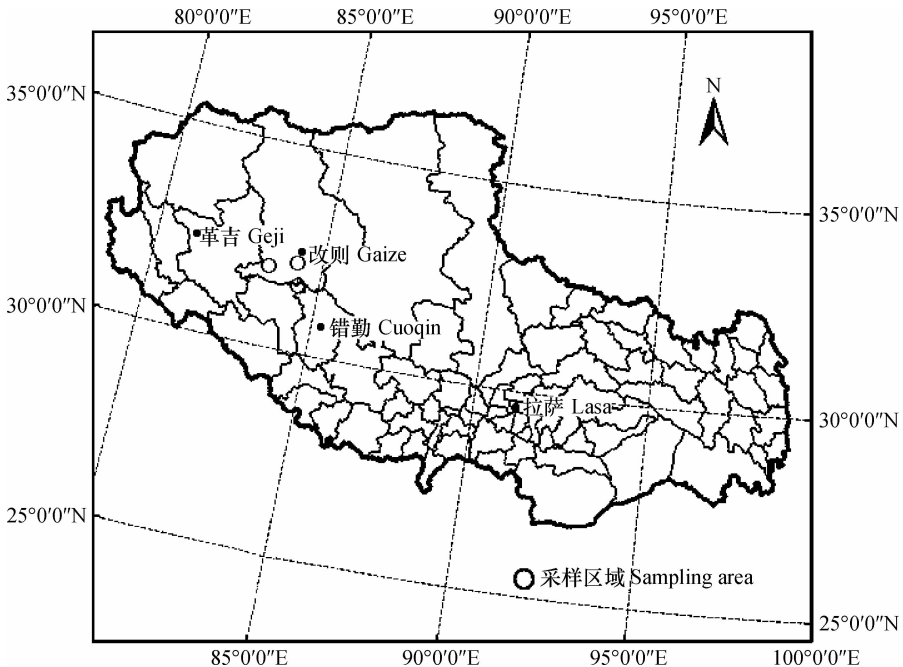 80°0′0″E 85°0′0″E 90°0′0″E 95°0′0″E
N
35°0′0″N
35°0′0″N
革吉 Geji
改则 Gaize
30°0′0″N
错勤 Cuoqin
拉萨 Lasa
30°0′0″N
25°0′0″N
采样区域 Sampling area
25°0′0″N
85°0′0″E 90°0′0″E 95°0′0″E 100°0′0″E